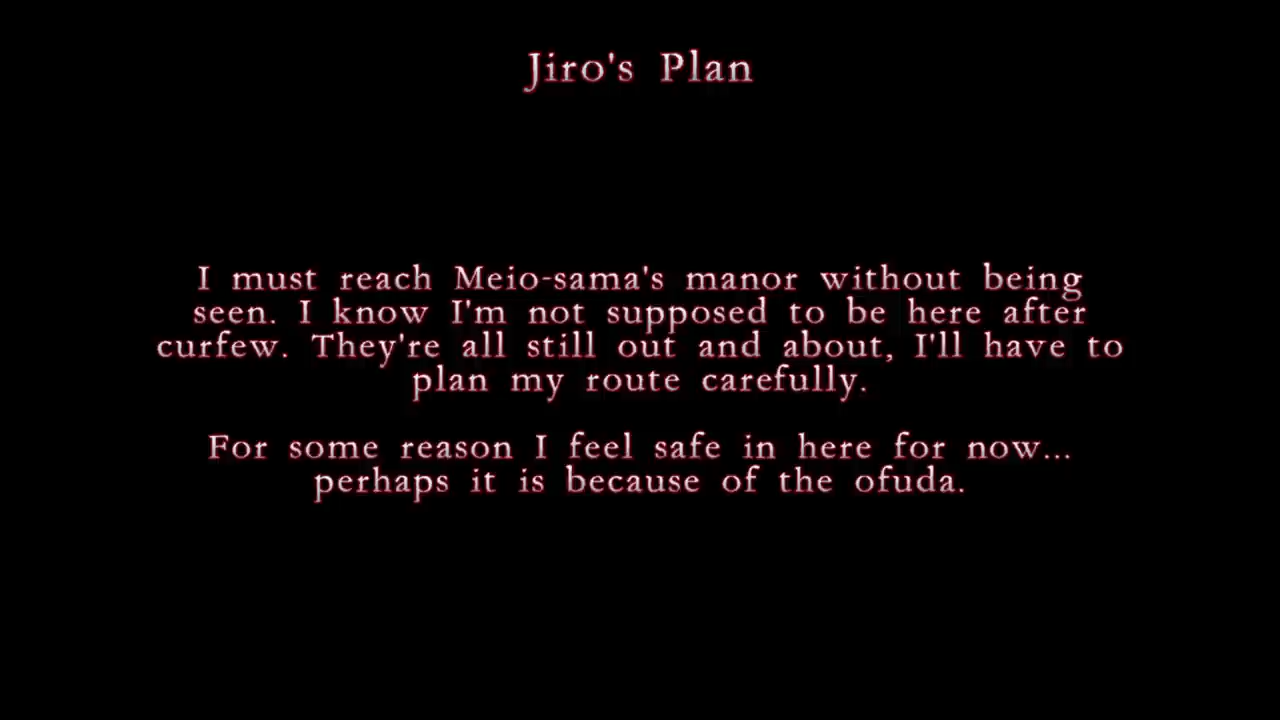 Jiro's Plan
I must reach Meio-sama's manor without being
seen. I know I'm not supposed to be here after
curfew. They're all still out and about, I'll have to
plan my route carefully.
For some reason I feel safe in here for now...
perhaps it is because of the ofuda.